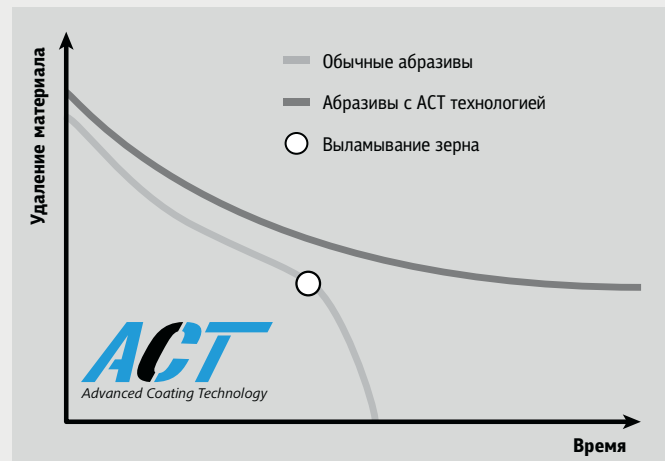 Удаление материала
Обычные абразивы
Абразивы с ACT технологией
Выламывание зерна
ACT
Advanced Coating Technology
Время